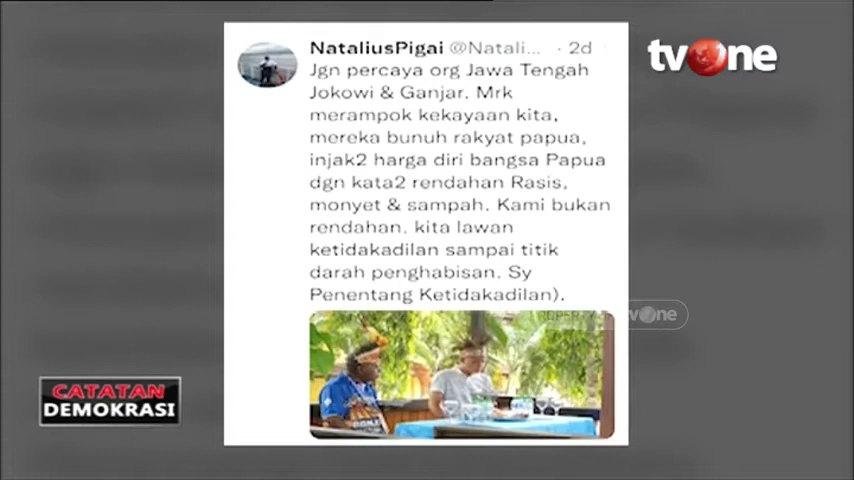 NataliusPigai @Natali... · 2d
Jgn percaya org Jawa Tengah
Jokowi & Ganjar. Mrk
merampok kekayaan kita,
mereka bunuh rakyat papua,
injak2 harga diri bangsa Papua
dgn kata2 rendahan Rasis,
monyet & sampah. Kami bukan
rendahan. kita lawan
ketidakadilan sampai titik
darah penghabisan. Sy
Penentang Ketidakadilan).
tvOne
tvOne
CATATAN
DEMOKRASI